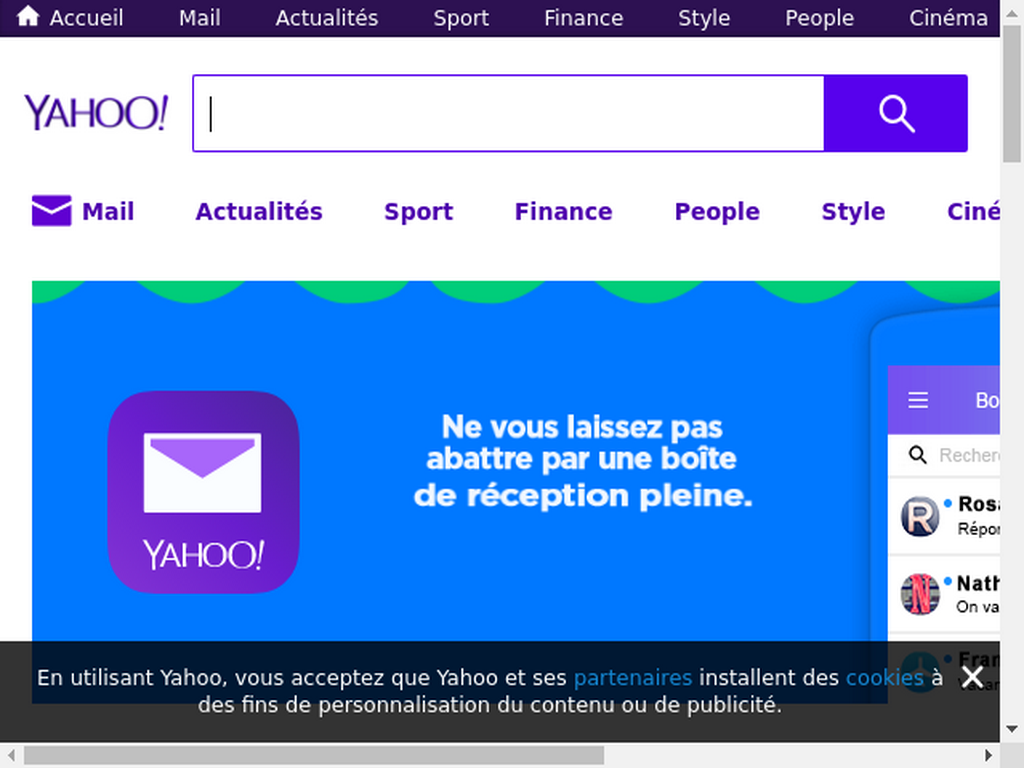 Accueil Mail Actualités Sport Finance Style People Cinéma
YAHOO!
Mail Actualités Sport Finance People Style Ciné
Ne vous laissez pas
abattre par une boîte
de réception pleine.
YAHOO!
Bo
Recher
R Rosa
Répon
N Nath
On va
Fran
En utilisant Yahoo, vous acceptez que Yahoo et ses partenaires installent des cookies à
des fins de personnalisation du contenu ou de publicité.